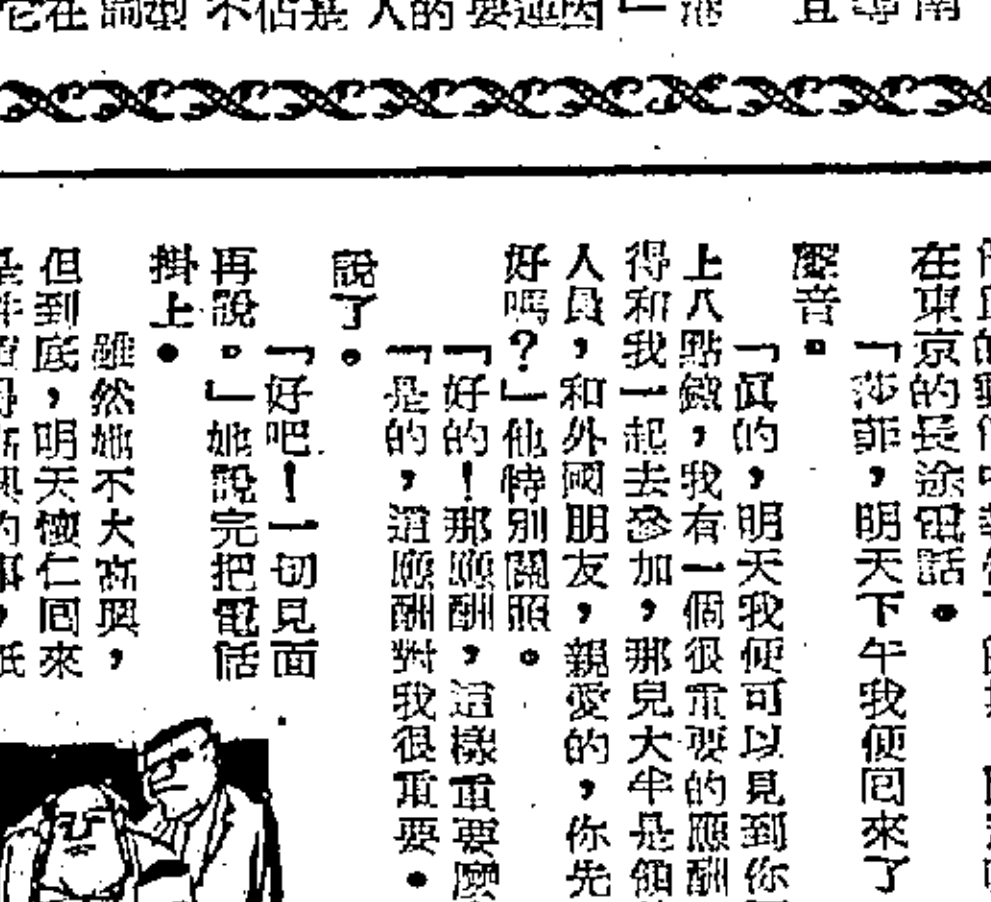 在東京的長途電話。
「莎菲，明天下午我便囘來了
聲音。
「眞的，明天我便可以見到你
上八點鐘，我有一個很重要的應酬
得和我一起去參加，那兒大半是領
人員，和外國朋友，親愛的，你先
好嗎？」他特別關照。
「好的！那應酬，這樣重要麼
「是的，這應酬對我很重要。
說了。
「好吧！一切見面
再說。」她說完把電話
掛上。
雖然她不大高興，
但到底，明天懷仁囘來